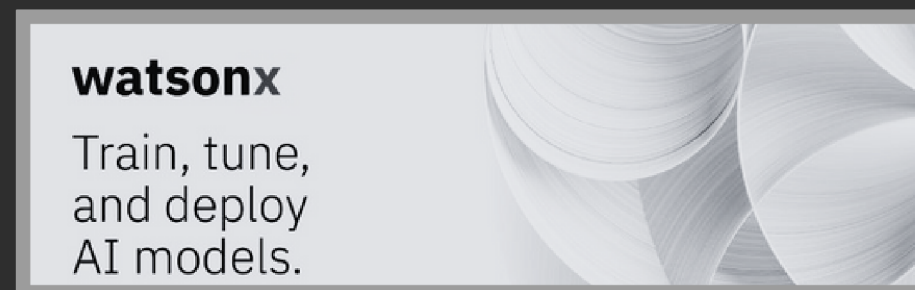 watsonx
Train, tune,
and deploy
AI models.